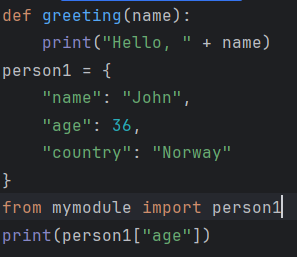 def greeting(name):
    print("Hello, " + name)
person1 = {
    "name": "John",
    "age": 36,
    "country": "Norway"
}
from mymodule import person1
print(person1["age"])